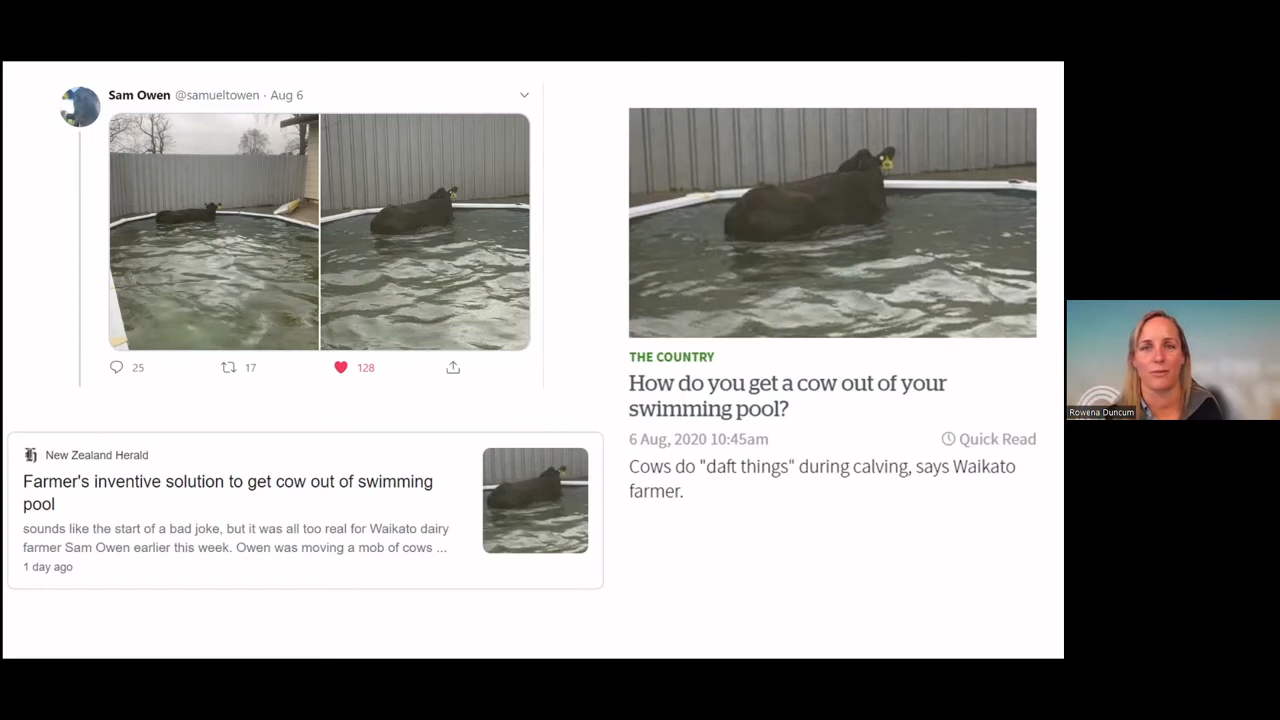 Sam Owen @samueltowen · Aug 6
25 17 128
THE COUNTRY
How do you get a cow out of your
swimming pool?
6 Aug, 2020 10:45am Quick Read
Cows do "daft things" during calving, says Waikato
farmer.
New Zealand Herald
Farmer's inventive solution to get cow out of swimming
pool
sounds like the start of a bad joke, but it was all too real for Waikato dairy
farmer Sam Owen earlier this week. Owen was moving a mob of cows ...
1 day ago
Rowena Duncum